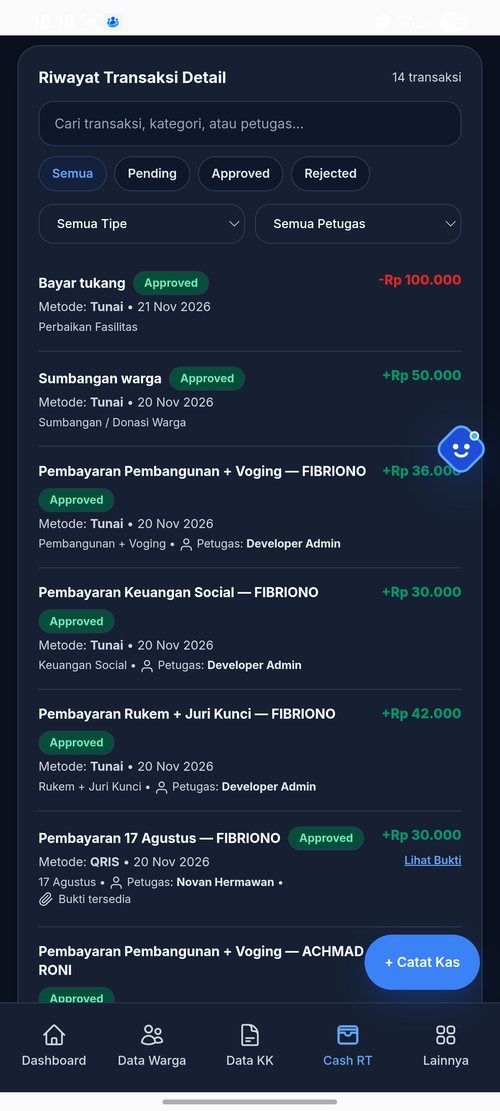 10.10
Riwayat Transaksi Detail
14 transaksi
Cari transaksi, kategori, atau petugas...
Semua
Pending
Approved
Rejected
Semua Tipe
Semua Petugas
Bayar tukang Approved
-Rp 100.000
Metode: Tunai • 21 Nov 2026
Perbaikan Fasilitas
Sumbangan warga Approved
+Rp 50.000
Metode: Tunai • 20 Nov 2026
Sumbangan / Donasi Warga
Pembayaran Pembangunan + Voging — FIBRIONO
+Rp 36.000
Approved
Metode: Tunai • 20 Nov 2026
Pembangunan + Voging • Petugas: Developer Admin
Pembayaran Keuangan Social — FIBRIONO
+Rp 30.000
Approved
Metode: Tunai • 20 Nov 2026
Keuangan Social • Petugas: Developer Admin
Pembayaran Rukem + Juri Kunci — FIBRIONO
+Rp 42.000
Approved
Metode: Tunai • 20 Nov 2026
Rukem + Juri Kunci • Petugas: Developer Admin
Pembayaran 17 Agustus — FIBRIONO Approved
+Rp 30.000
Metode: QRIS • 20 Nov 2026
Lihat Bukti
17 Agustus • Petugas: Novan Hermawan •
Bukti tersedia
Pembayaran Pembangunan + Voging — ACHMAD
RONI
+ Catat Kas
Approved
Dashboard
Data Warga
Data KK
Cash RT
Lainnya